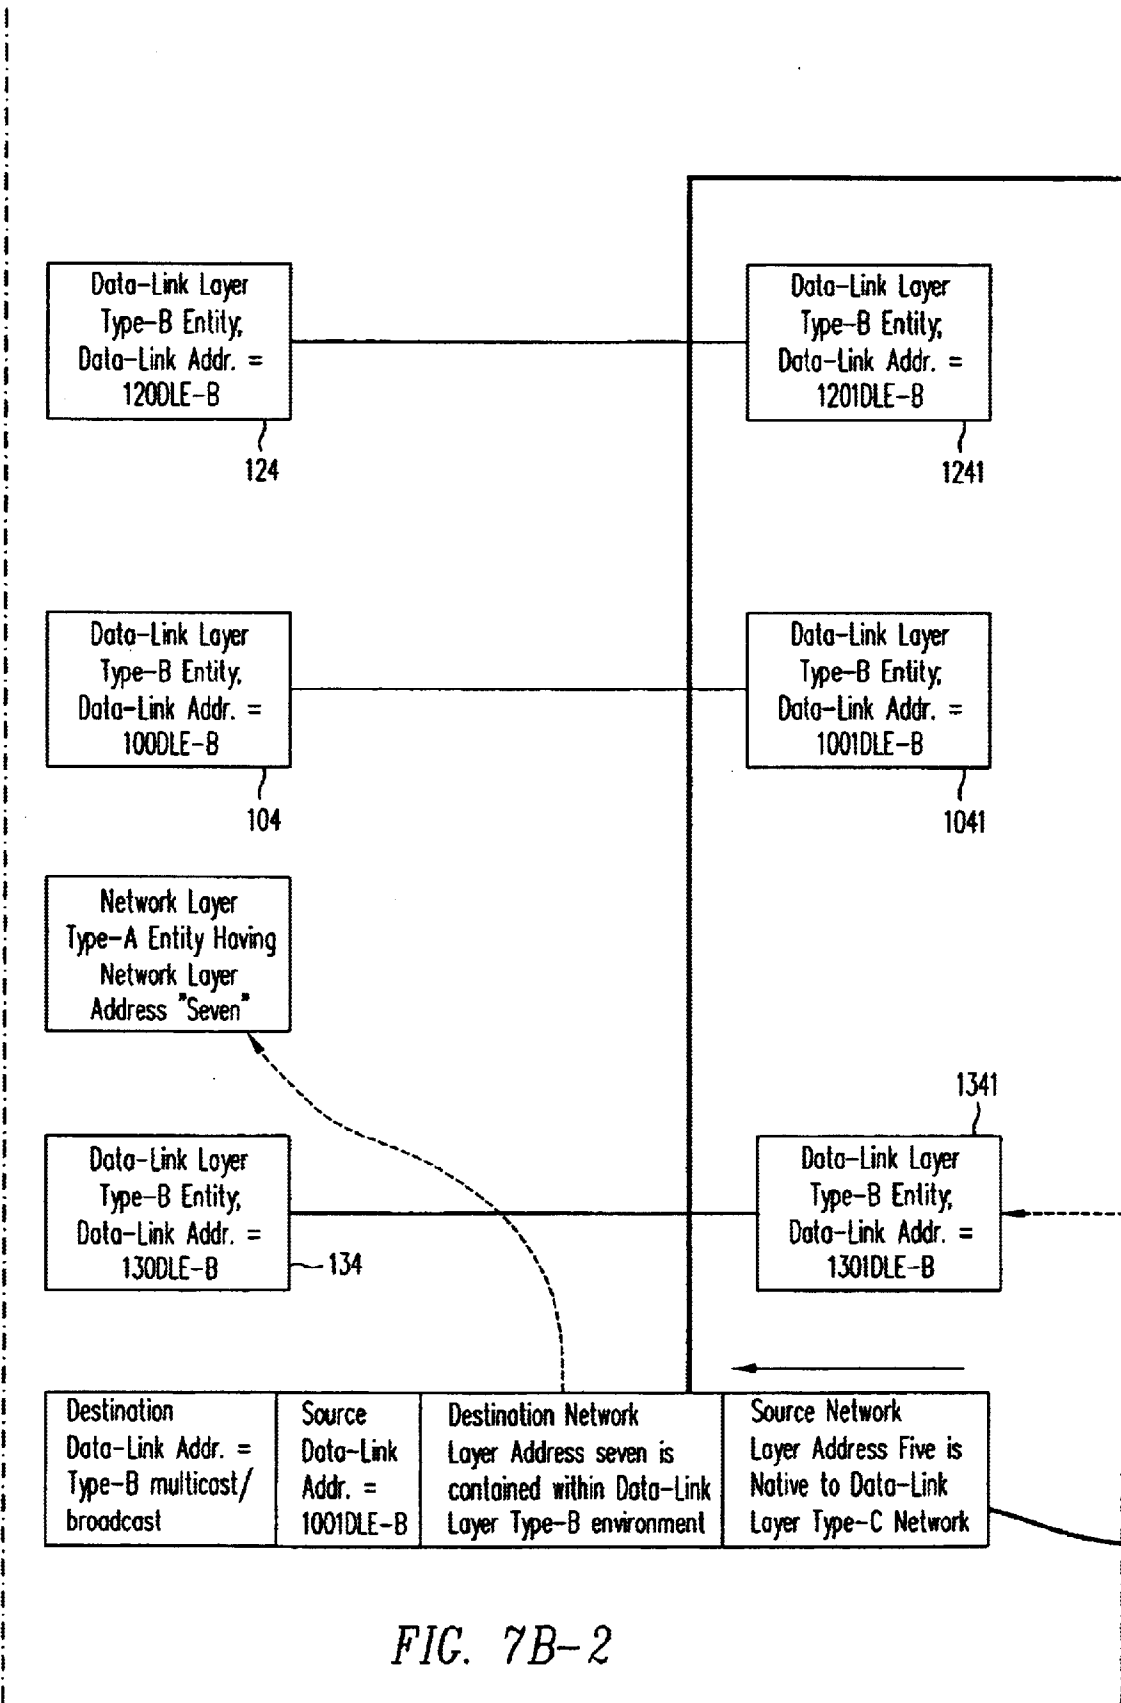 Data-Link Layer
Type-B Entity,
Data-Link Addr. =
120DLE-B
124
Data-Link Layer
Type-B Entity,
Data-Link Addr. =
1201DLE-B
1241
Data-Link Layer
Type-B Entity,
Data-Link Addr. =
100DLE-B
104
Data-Link Layer
Type-B Entity,
Data-Link Addr. =
1001DLE-B
1041
Network Layer
Type-A Entity Having
Network Layer
Address "Seven"
1341
Data-Link Layer
Type-B Entity,
Data-Link Addr. =
130DLE-B
134
Data-Link Layer
Type-B Entity,
Data-Link Addr. =
1301DLE-B
Destination
Data-Link Addr. =
Type-B multicast/
broadcast
Source
Data-Link
Addr. =
1001DLE-B
Destination Network
Layer Address seven is
contained within Data-Link
Layer Type-B environment
Source Network
Layer Address Five is
Native to Data-Link
Layer Type-C Network
FIG. 7B-2